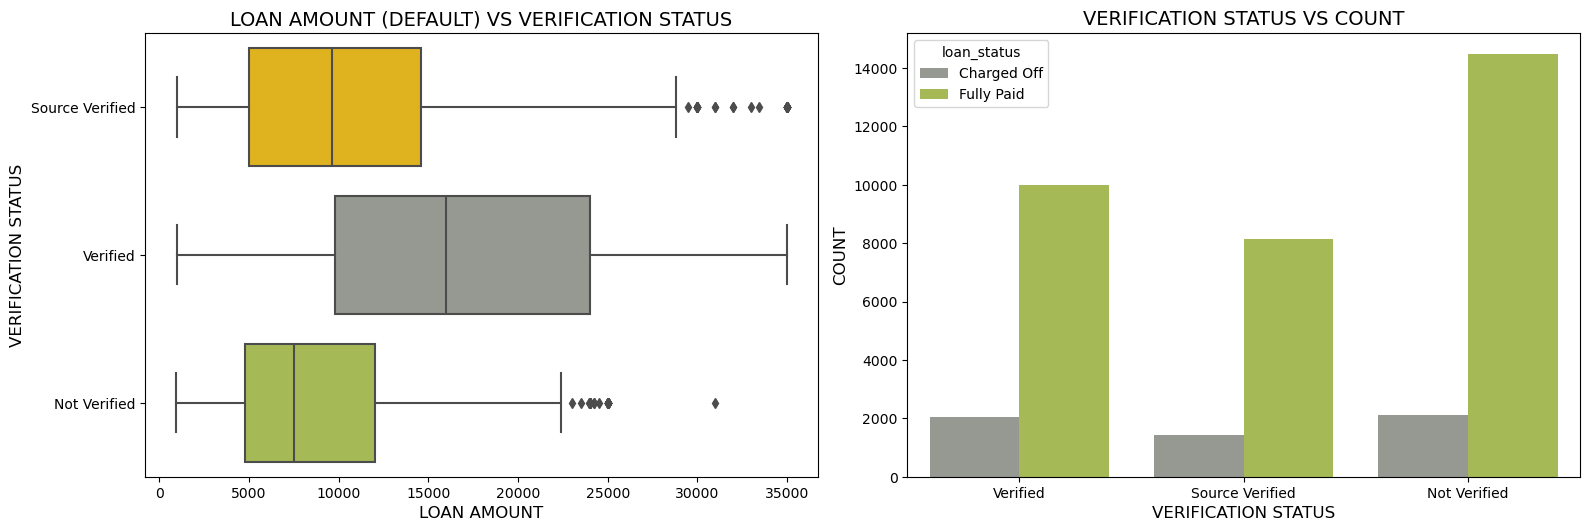 LOAN AMOUNT (DEFAULT) VS VERIFICATION STATUS
VERIFICATION STATUS
Source Verified
Verified
Not Verified
0 5000 10000 15000 20000 25000 30000 35000
LOAN AMOUNT
VERIFICATION STATUS VS COUNT
loan_status
Charged Off
Fully Paid
COUNT
14000
12000
10000
8000
6000
4000
2000
0
Verified Source Verified Not Verified
VERIFICATION STATUS